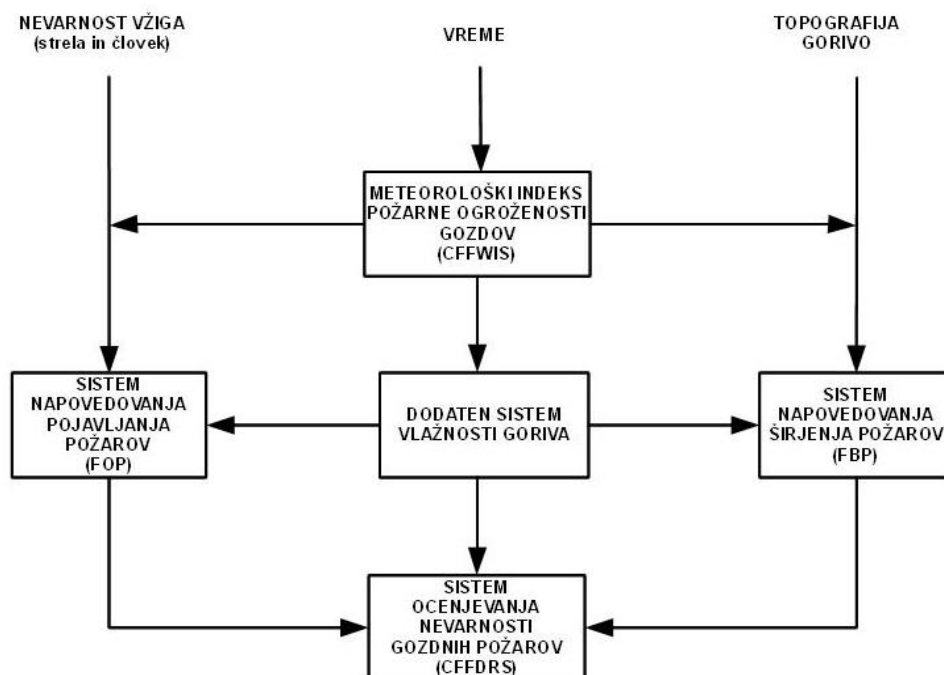 NEVARNOST VŽIGA
(strela in človek)
VREME
TOPOGRAFIJA
GORIVO
METEOROLOŠKI INDEKS
POŽARNE OGROŽENOSTI
GOZDOV
(CFFWIS)
SISTEM
NAPOVEDOVANJA
POJAVLJANJA
POŽAROV
(FOP)
DODATEN SISTEM
VLAŽNOSTI GORIVA
SISTEM
NAPOVEDOVANJA
ŠIRJENJA POŽAROV
(FBP)
SISTEM
OCENJEVANJA
NEVARNOSTI
GOZDNIH POŽAROV
(CFFDRS)